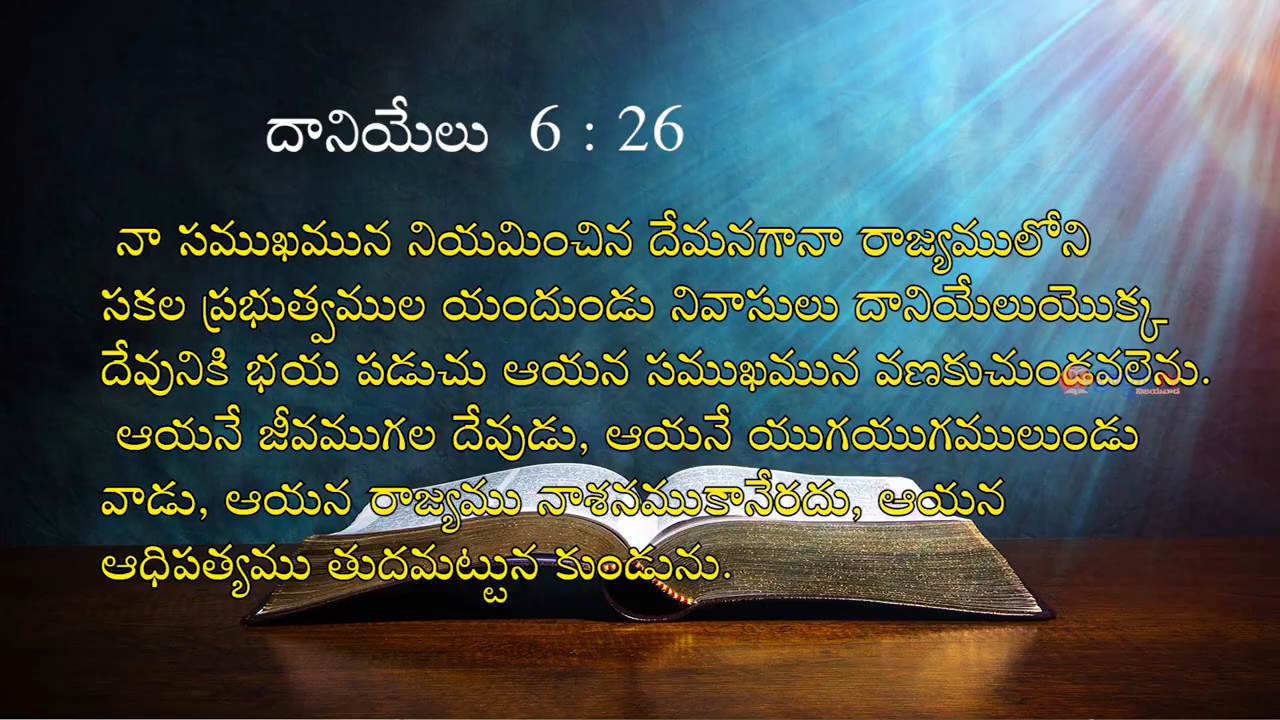 దానియేలు 6 : 26
నా సముఖమున నియమించిన దేమనగానా రాజ్యములోని
సకల ప్రభుత్వముల యందుండు నివాసులు దానియేలుయొక్క
దేవునికి భయ పడుచు ఆయన సముఖమున వణకుచుండవలెను.
ఆయనే జీవముగల దేవుడు, ఆయనే యుగయుగములుండు
వాడు, ఆయన రాజ్యము నాశనముకానేరదు, ఆయన
ఆధిపత్యము తుదమట్టున కుండును.
విజయవాడ